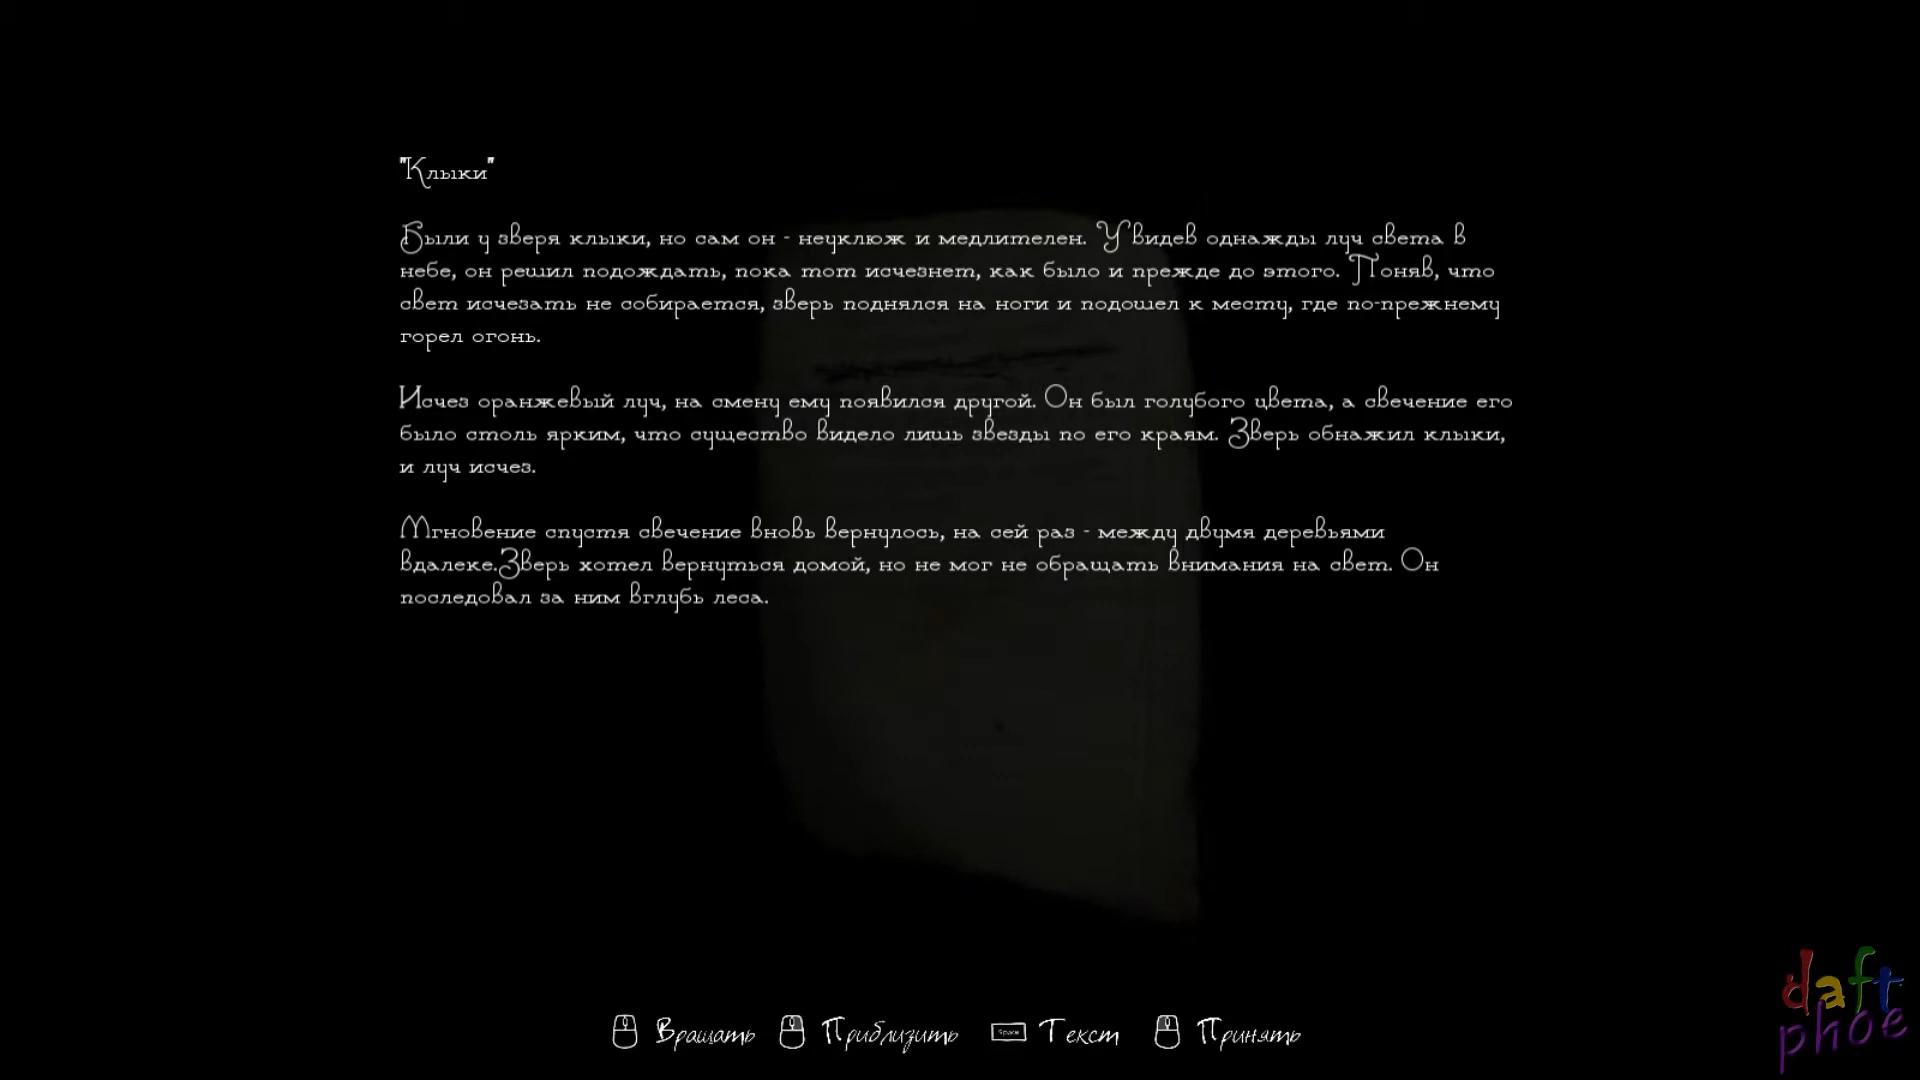 "Клыки"
Были у зверя клыки, но сам он - неуклюж и медлителен. Увидев однажды луч света в
небе, он решил подождать, пока тот исчезнет, как было и прежде до этого. Поняв, что
свет исчезать не собирается, зверь поднялся на ноги и подошел к месту, где по-прежнему
горел огонь.
Исчез оранжевый луч, на смену ему появился другой. Он был голубого цвета, а свечение его
было столь ярким, что существо видело лишь звезды по его краям. Зверь обнажил клыки,
и луч исчез.
Мгновение спустя свечение вновь вернулось, на сей раз - между двумя деревьями
вдалеке.Зверь хотел вернуться домой, но не мог не обращать внимания на свет. Он
последовал за ним вглубь леса.
Вращать Приблизить Space Текст Принять
daft
phoe